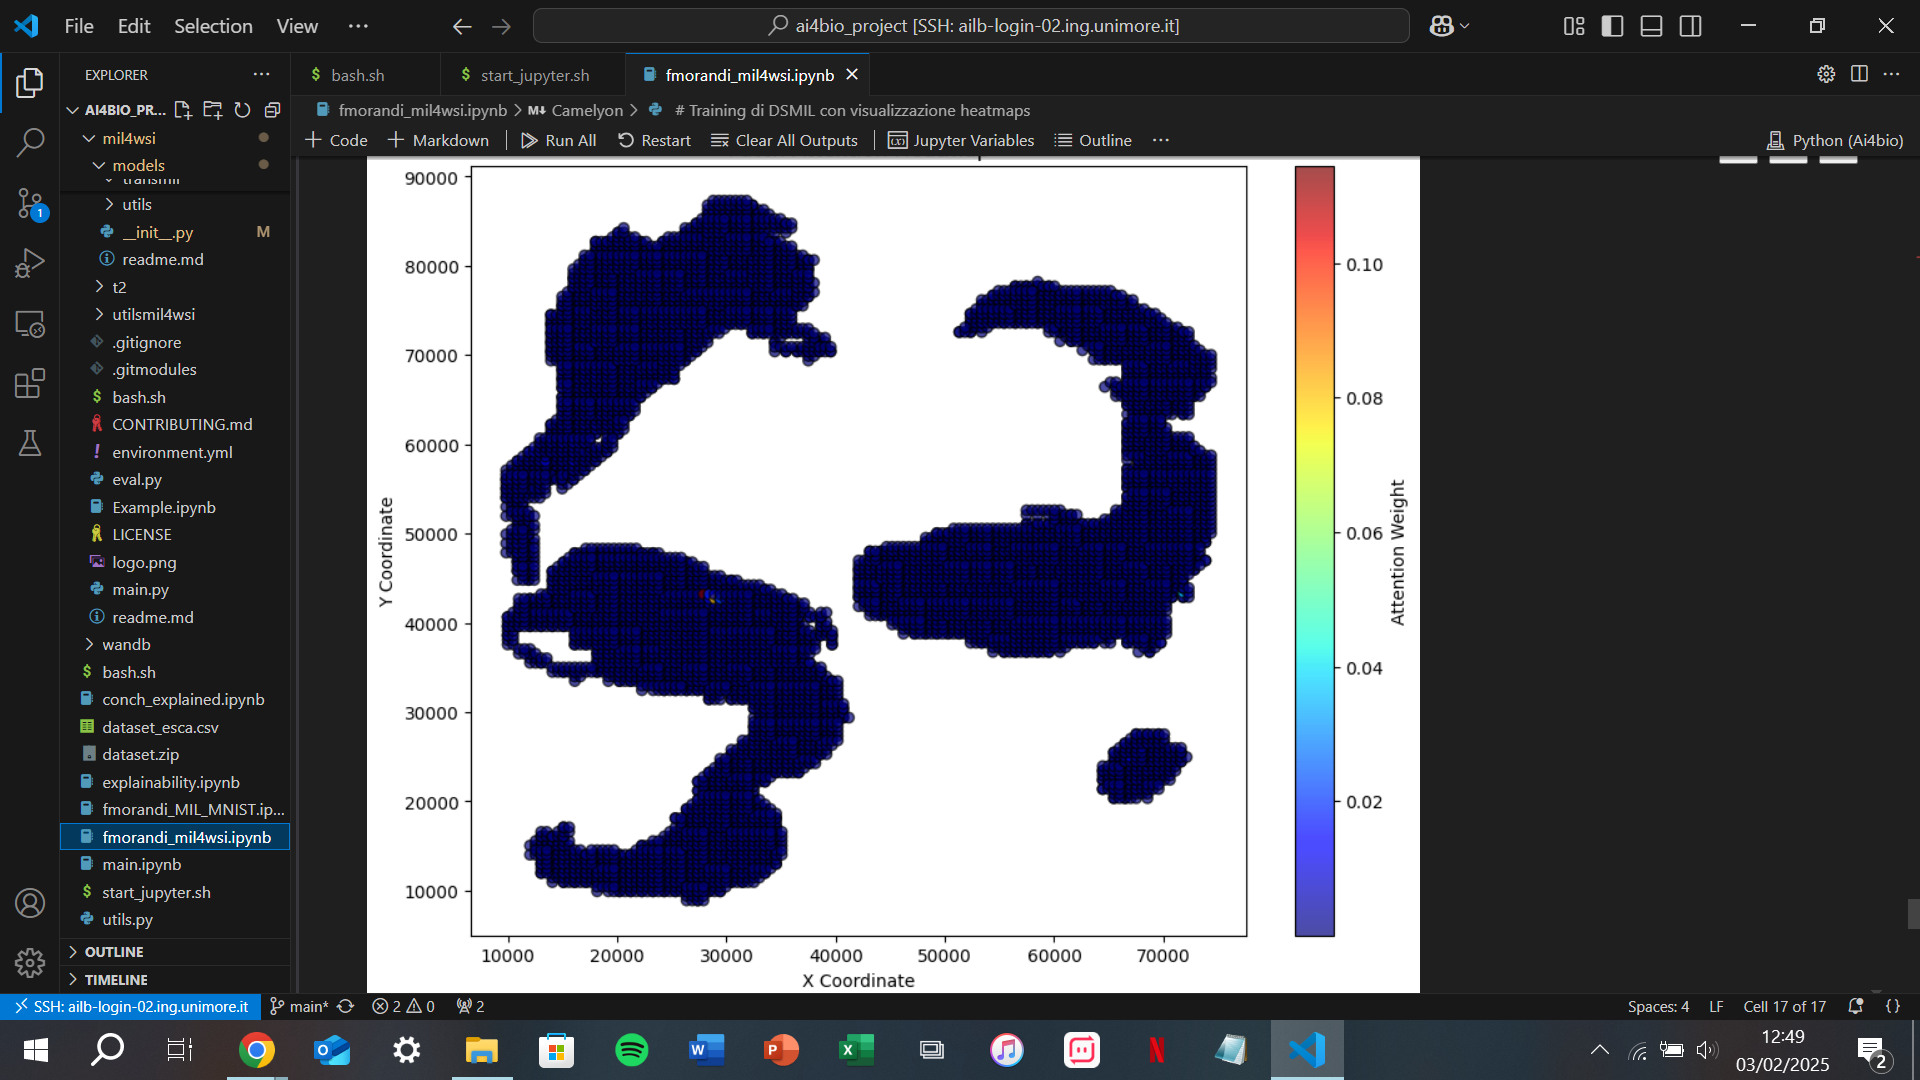 File Edit Selection View ...
ai4bio_project [SSH: ailb-login-02.ing.unimore.it]
EXPLORER
bash.sh
start_jupyter.sh
fmorandi_mil4wsi.ipynb
AI4BIO_PR...
fmorandi_mil4wsi.ipynb > Camelyon > # Training di DSMIL con visualizzazione heatmaps
+ Code + Markdown Run All Restart Clear All Outputs Jupyter Variables Outline ...
Python (Ai4bio)
mil4wsi
models
transmil
utils
__init__.py M
readme.md
t2
utilsmil4wsi
.gitignore
.gitmodules
bash.sh
CONTRIBUTING.md
environment.yml
eval.py
Example.ipynb
LICENSE
logo.png
main.py
readme.md
wandb
bash.sh
conch_explained.ipynb
dataset_esca.csv
dataset.zip
explainability.ipynb
fmorandi_MIL_MNIST.ip...
fmorandi_mil4wsi.ipynb
main.ipynb
start_jupyter.sh
utils.py
OUTLINE
TIMELINE
1
90000
80000
70000
60000
50000
40000
30000
20000
10000
Y Coordinate
10000 20000 30000 40000 50000 60000 70000
X Coordinate
0.10
0.08
0.06
0.04
0.02
Attention Weight
SSH: ailb-login-02.ing.unimore.it main* 2 0 2
Spaces: 4 LF Cell 17 of 17
12:49
03/02/2025
2